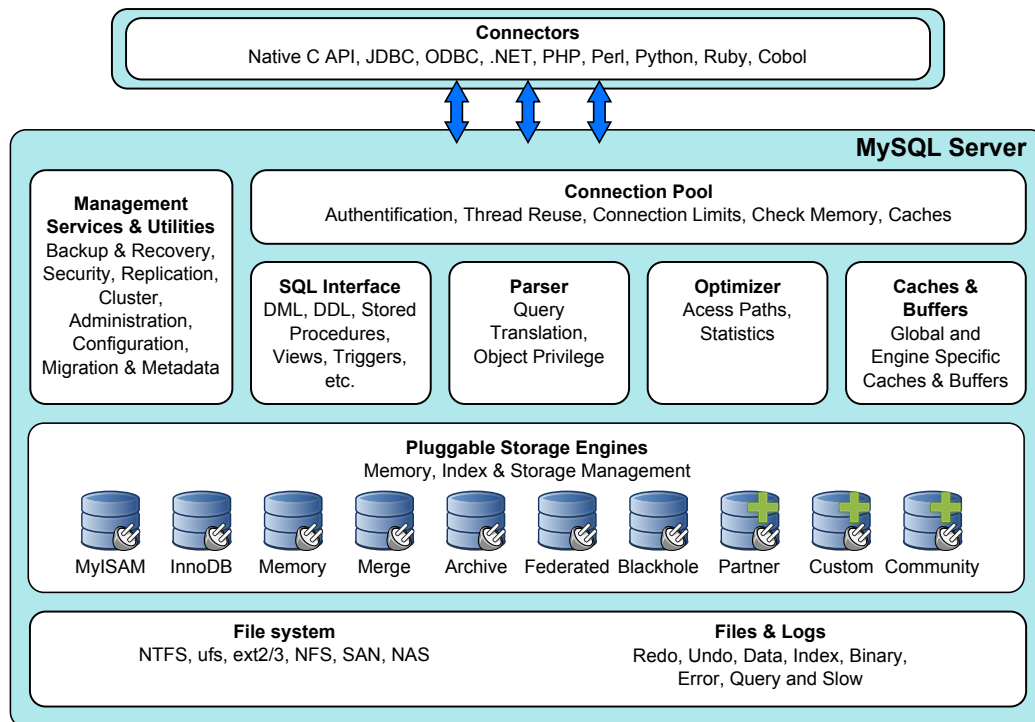 Connectors
Native C API, JDBC, ODBC, .NET, PHP, Perl, Python, Ruby, Cobol
MySQL Server
Management
Services & Utilities
Backup & Recovery,
Security, Replication,
Cluster,
Administration,
Configuration,
Migration & Metadata
Connection Pool
Authentification, Thread Reuse, Connection Limits, Check Memory, Caches
SQL Interface
DML, DDL, Stored
Procedures,
Views, Triggers,
etc.
Parser
Query
Translation,
Object Privilege
Optimizer
Acess Paths,
Statistics
Caches &
Buffers
Global and
Engine Specific
Caches & Buffers
Pluggable Storage Engines
Memory, Index & Storage Management
MyISAM
InnoDB
Memory
Merge
Archive
Federated
Blackhole
Partner
Custom
Community
File system
NTFS, ufs, ext2/3, NFS, SAN, NAS
Files & Logs
Redo, Undo, Data, Index, Binary,
Error, Query and Slow